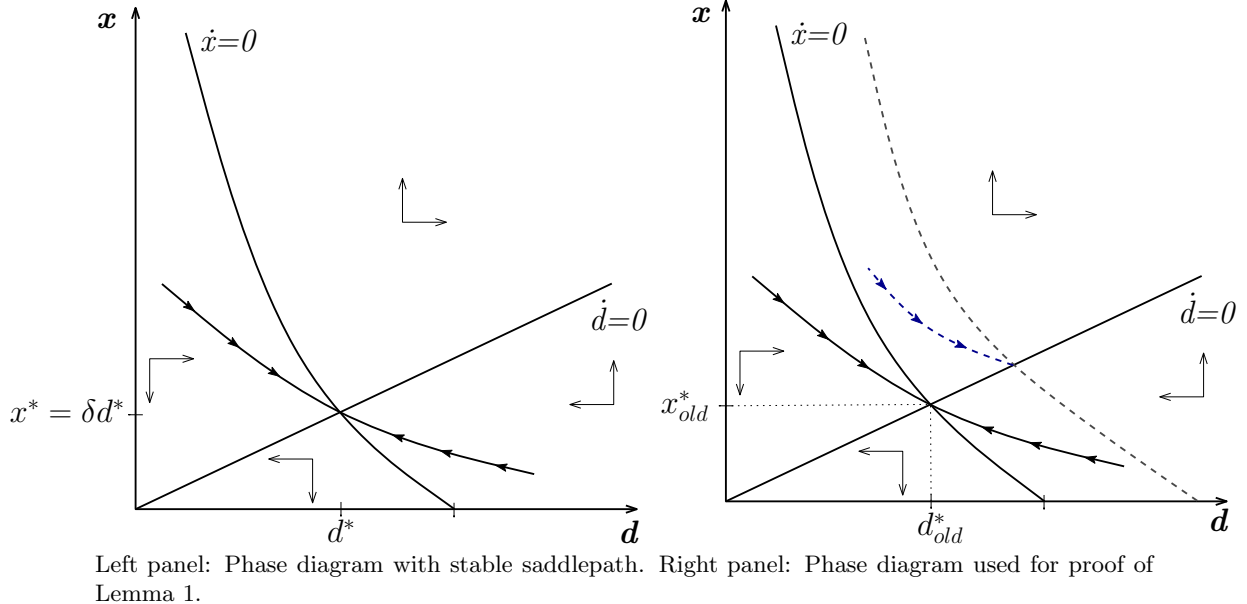 x
ẋ=0
ḋ=0
x* = δd*
d*
d
x
ẋ=0
ḋ=0
x*old
d*old
d
Left panel: Phase diagram with stable saddlepath. Right panel: Phase diagram used for proof of
Lemma 1.